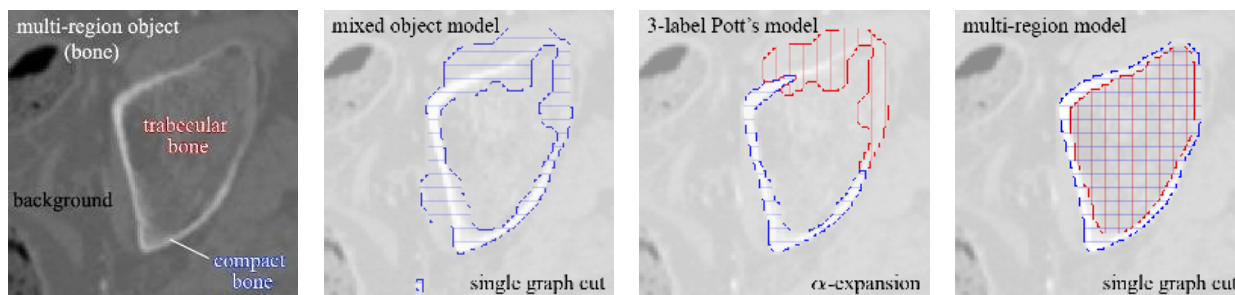 multi-region object
(bone)
trabecular
bone
background
compact
bone
mixed object model
single graph cut
3-label Pott's model
α-expansion
multi-region model
single graph cut